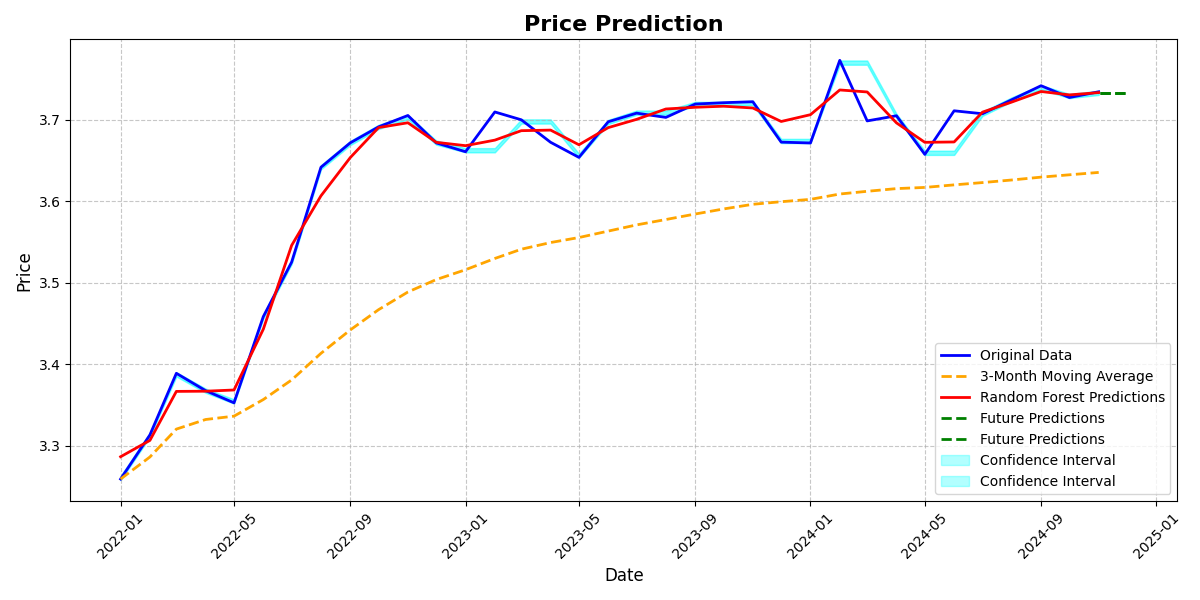 Price Prediction
Price
3.7
3.6
3.5
3.4
3.3
Original Data
3-Month Moving Average
Random Forest Predictions
Future Predictions
Future Predictions
Confidence Interval
Confidence Interval
2022-01
2022-05
2022-09
2023-01
2023-05
2023-09
2024-01
2024-05
2024-09
2025-01
Date